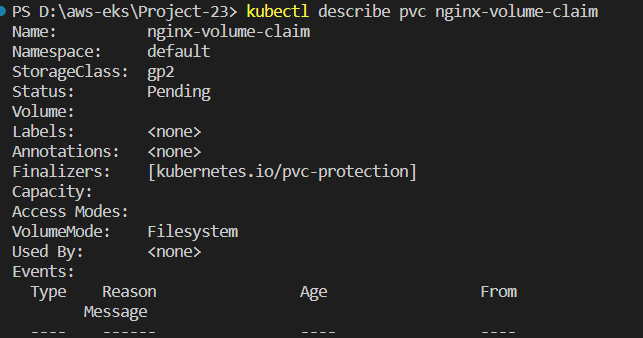 PS D:\aws-eks\Project-23> kubectl describe pvc nginx-volume-claim
Name:          nginx-volume-claim
Namespace:     default
StorageClass:  gp2
Status:        Pending
Volume:
Labels:        <none>
Annotations:   <none>
Finalizers:    [kubernetes.io/pvc-protection]
Capacity:
Access Modes:
VolumeMode:    Filesystem
Used By:       <none>
Events:
  Type    Reason                Age                From
        Message
  ----    ------                ----               ----